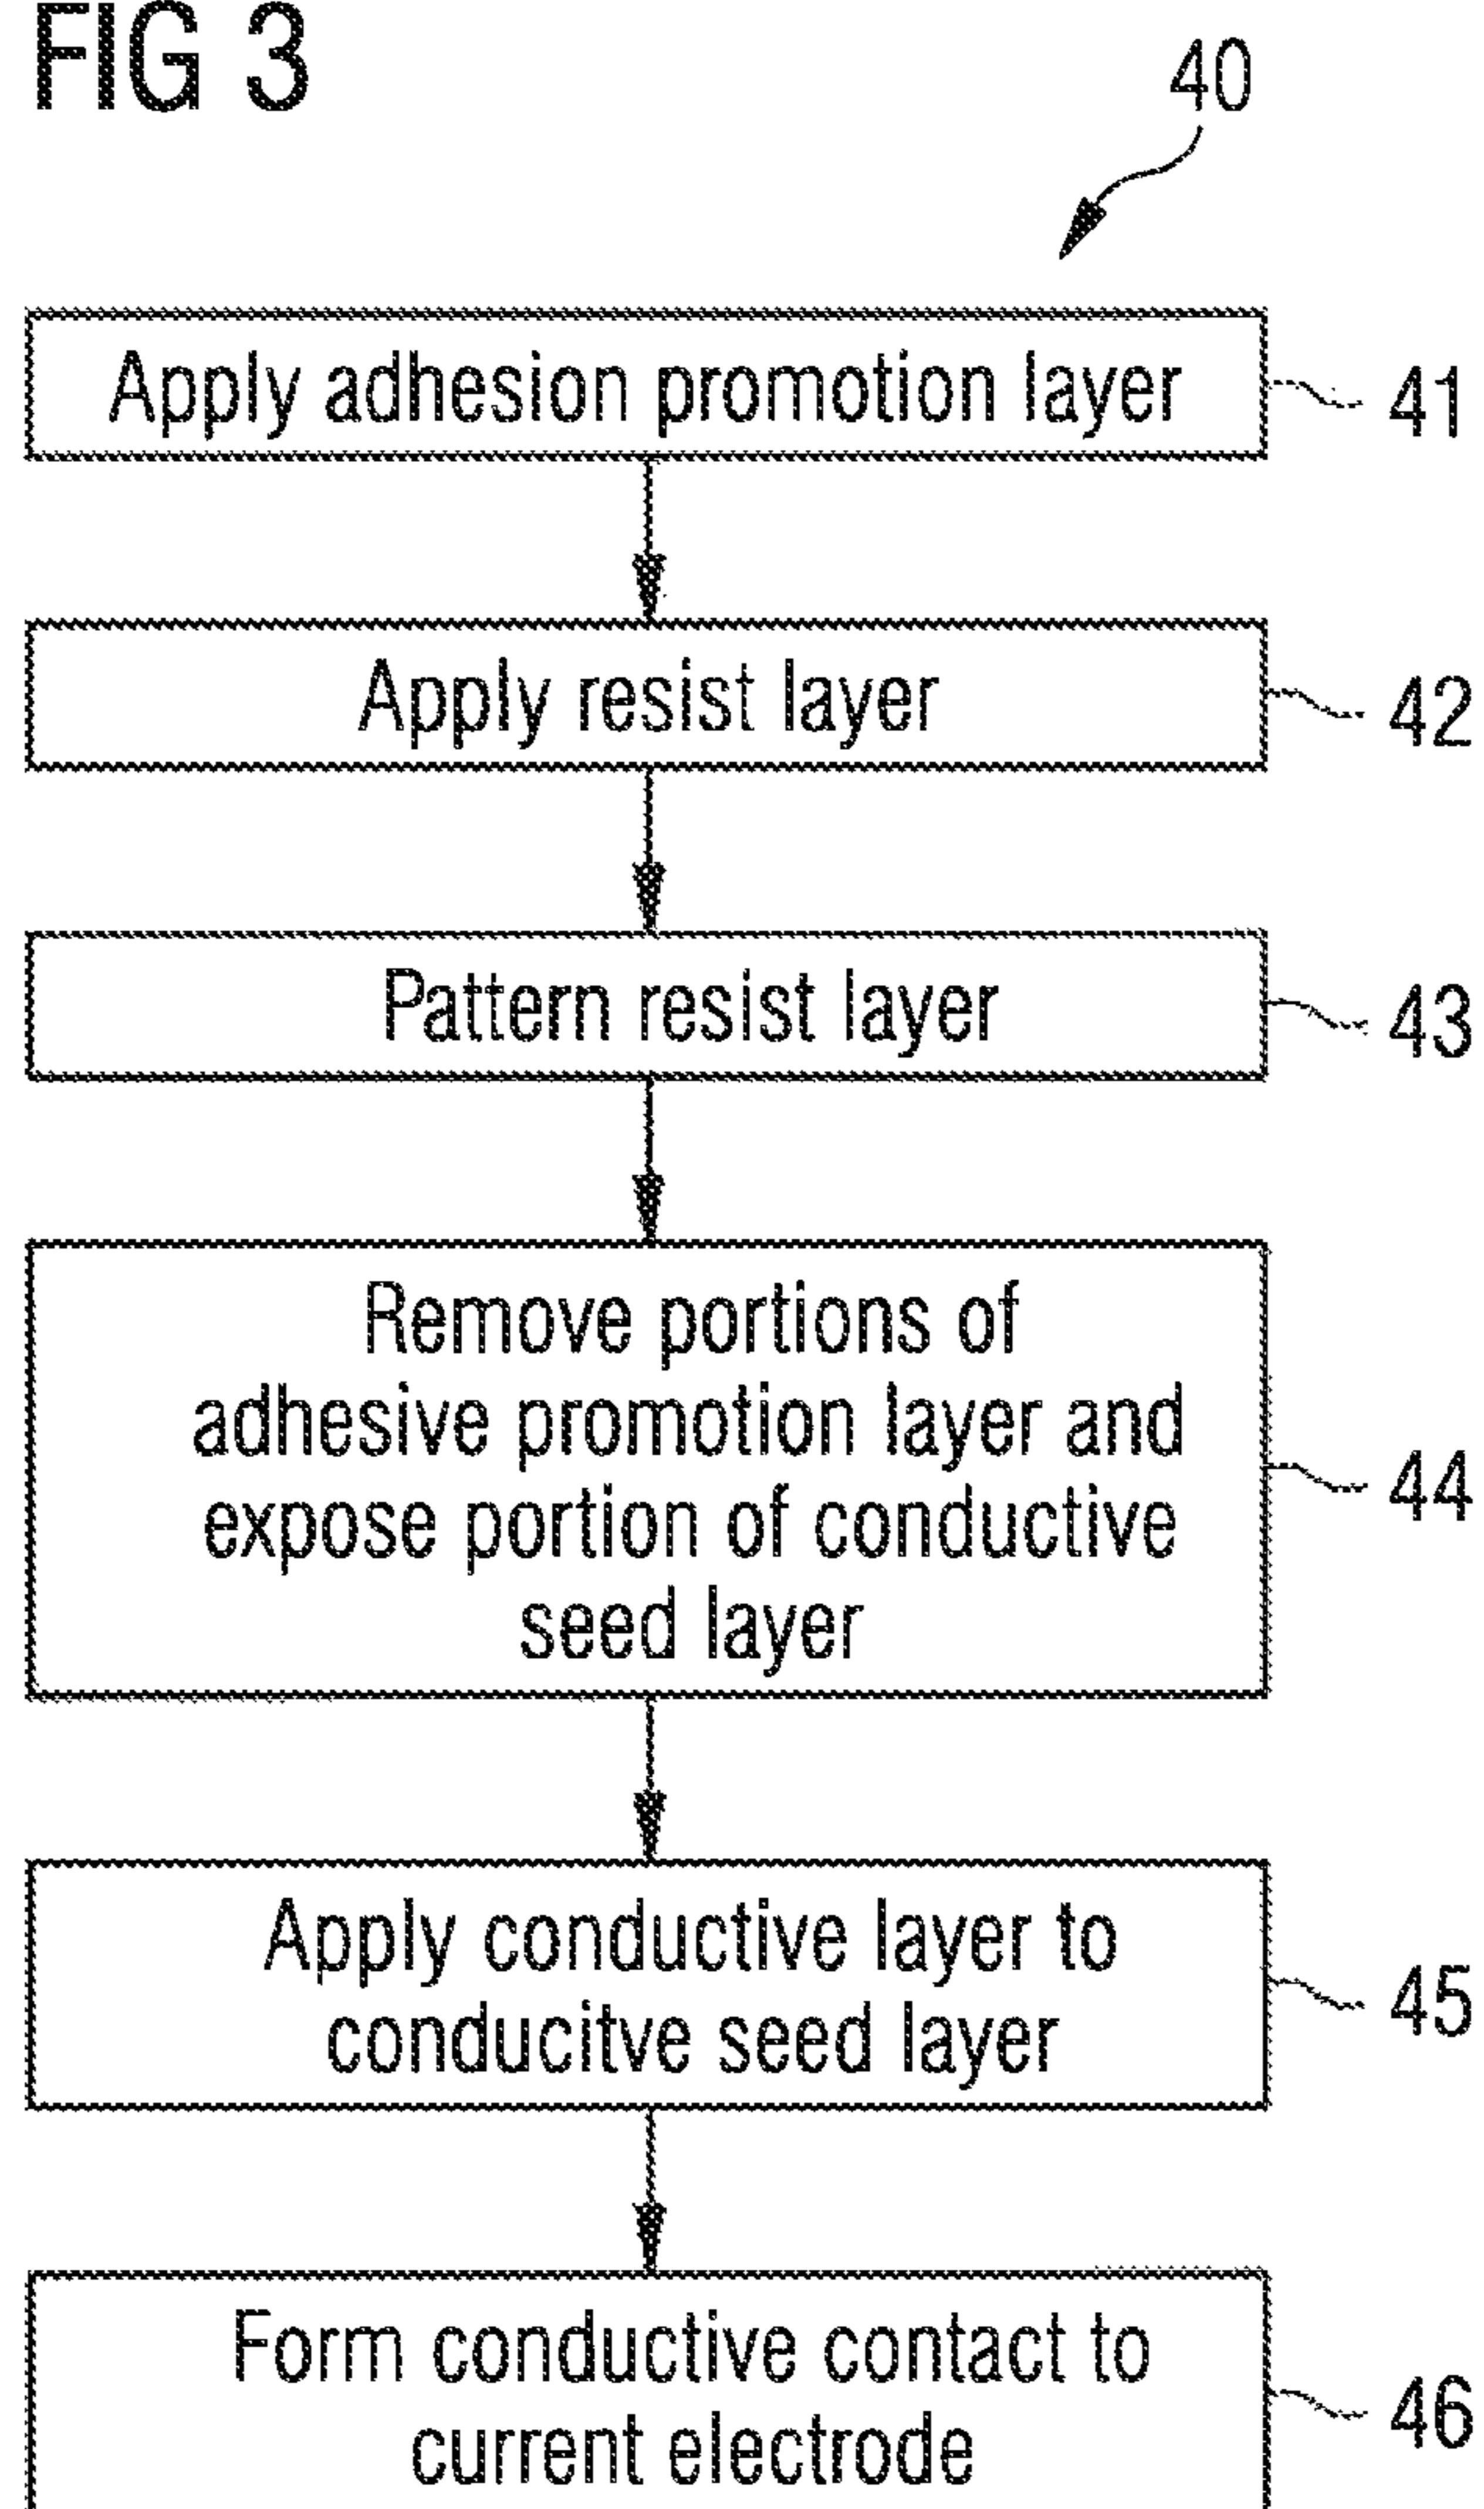 FIG 3
40
Apply adhesion promotion layer
41
Apply resist layer
42
Pattern resist layer
43
Remove portions of
adhesive promotion layer and
expose portion of conductive
seed layer
44
Apply conductive layer to
conducitve seed layer
45
Form conductive contact to
current electrode
46